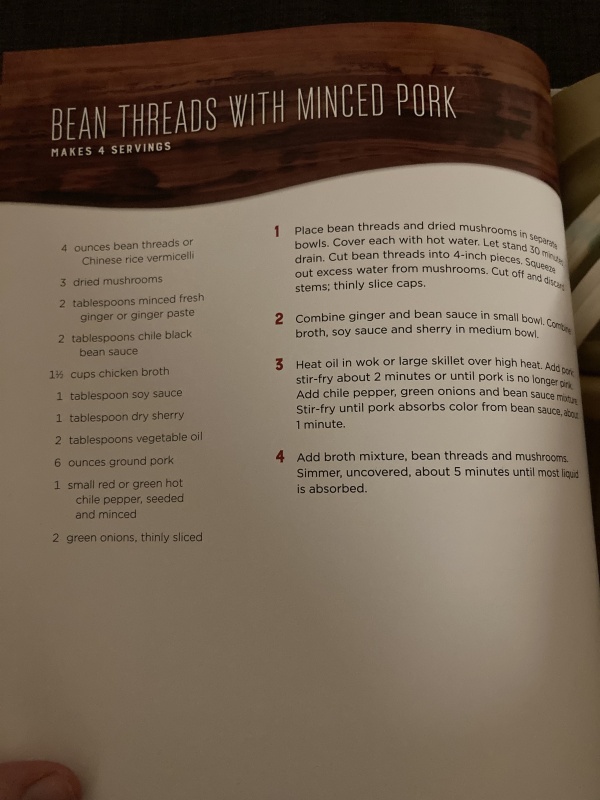 BEAN THREADS WITH MINCED PORK
MAKES 4 SERVINGS
4 ounces bean threads or
Chinese rice vermicelli
3 dried mushrooms
2 tablespoons minced fresh
ginger or ginger paste
2 tablespoons chile black
bean sauce
1½ cups chicken broth
1 tablespoon soy sauce
1 tablespoon dry sherry
2 tablespoons vegetable oil
6 ounces ground pork
1 small red or green hot
chile pepper, seeded
and minced
2 green onions, thinly sliced
1 Place bean threads and dried mushrooms in separate
bowls. Cover each with hot water. Let stand 30 minutes
drain. Cut bean threads into 4-inch pieces. Squeeze
out excess water from mushrooms. Cut off and discard
stems; thinly slice caps.
2 Combine ginger and bean sauce in small bowl. Combine
broth, soy sauce and sherry in medium bowl.
3 Heat oil in wok or large skillet over high heat. Add pork
stir-fry about 2 minutes or until pork is no longer pink.
Add chile pepper, green onions and bean sauce mixture.
Stir-fry until pork absorbs color from bean sauce, about
1 minute.
4 Add broth mixture, bean threads and mushrooms.
Simmer, uncovered, about 5 minutes until most liquid
is absorbed.